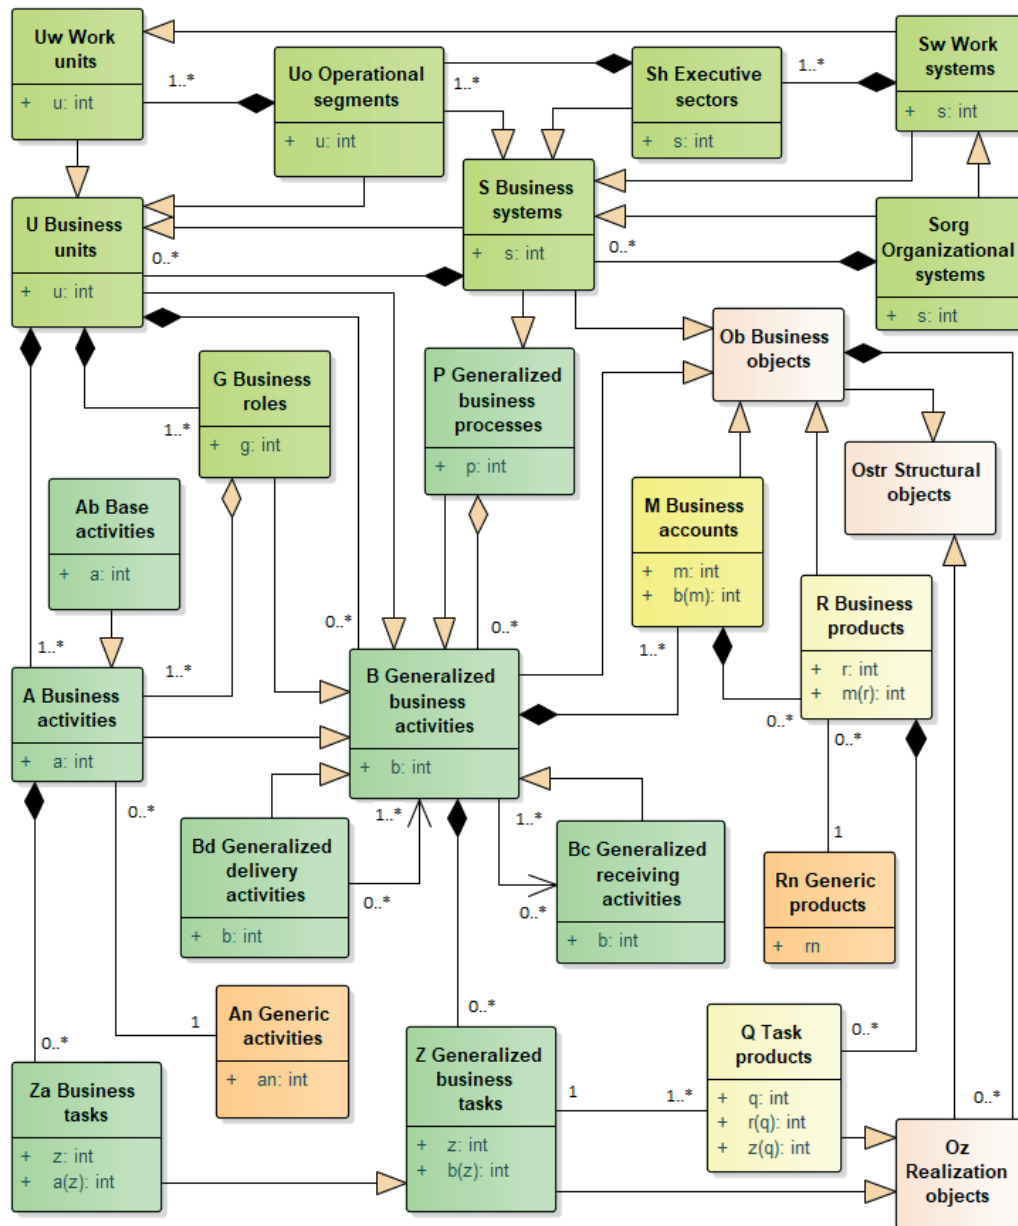 Uw Work
units
+ u: int
1..*
Uo Operational
segments
+ u: int
1..*
Sh Executive
sectors
+ s: int
1..*
Sw Work
systems
+ s: int
U Business
units
+ u: int
0..*
S Business
systems
+ s: int
0..*
Sorg
Organizational
systems
+ s: int
G Business
roles
+ g: int
1..*
P Generalized
business
processes
+ p: int
Ob Business
objects
Ostr Structural
objects
Ab Base
activities
+ a: int
M Business
accounts
+ m: int
+ b(m): int
R Business
products
+ r: int
+ m(r): int
1..*
1..*
0..*
0..*
1..*
0..*
0..*
A Business
activities
+ a: int
B Generalized
business
activities
+ b: int
0..*
1..*
1..*
Bd Generalized
delivery
activities
+ b: int
0..*
Bc Generalized
receiving
activities
+ b: int
0..*
1
Rn Generic
products
+ rn
An Generic
activities
+ an: int
1
0..*
0..*
0..*
0..*
Za Business
tasks
+ z: int
+ a(z): int
Z Generalized
business
tasks
+ z: int
+ b(z): int
1
1..*
Q Task
products
+ q: int
+ r(q): int
+ z(q): int
Oz
Realization
objects